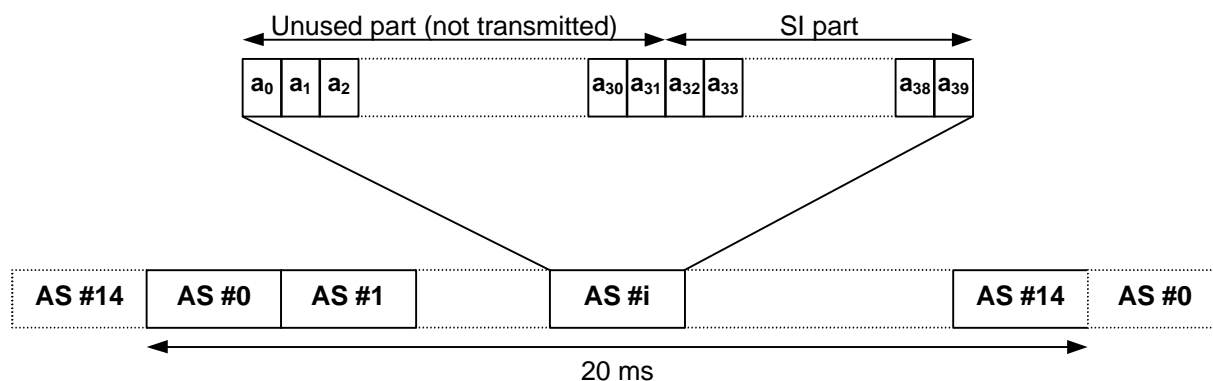 Unused part (not transmitted) SI part
a0 a1 a2 a30 a31 a32 a33 a38 a39
AS #14 AS #0 AS #1 AS #i AS #14 AS #0
20 ms